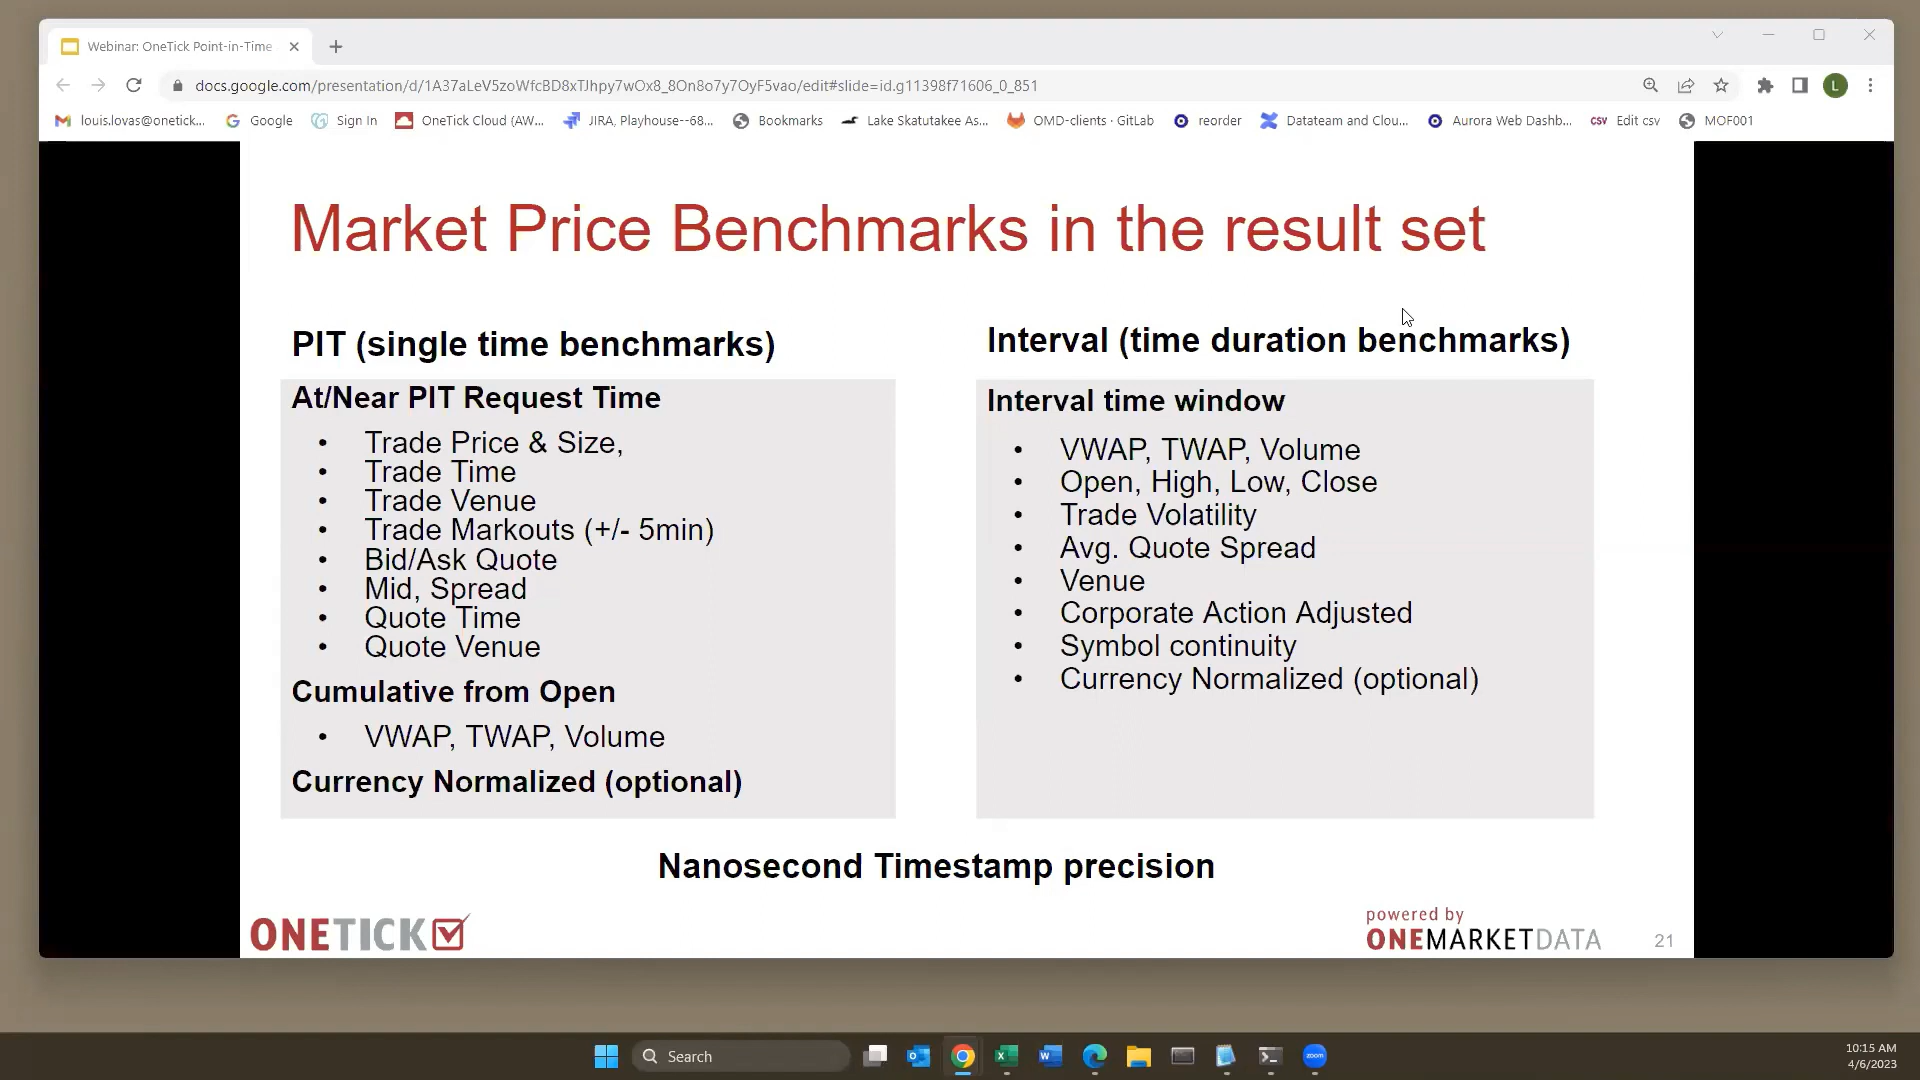 Webinar: OneTick Point-in-Time
docs.google.com/presentation/d/1A37aLeV5zoWfcBD8xTJhpy7wOx8_8On8o7y7OyF5vao/edit#slide=id.g11398f71606_0_851
L
louis.lovas@onetick...
Google
Sign In
OneTick Cloud (AW...
JIRA, Playhouse--68...
Bookmarks
Lake Skatutakee As...
OMD-clients · GitLab
reorder
Datateam and Clou...
Aurora Web Dashb...
CSV Edit csv
MOF001
Market Price Benchmarks in the result set
PIT (single time benchmarks)
At/Near PIT Request Time
• Trade Price & Size,
• Trade Time
• Trade Venue
• Trade Markouts (+/- 5min)
• Bid/Ask Quote
• Mid, Spread
• Quote Time
• Quote Venue
Cumulative from Open
• VWAP, TWAP, Volume
Currency Normalized (optional)
Interval (time duration benchmarks)
Interval time window
• VWAP, TWAP, Volume
• Open, High, Low, Close
• Trade Volatility
• Avg. Quote Spread
• Venue
• Corporate Action Adjusted
• Symbol continuity
• Currency Normalized (optional)
Nanosecond Timestamp precision
ONETICK
powered by
ONEMARKETDATA
21
Search
zoom
10:15 AM
4/6/2023